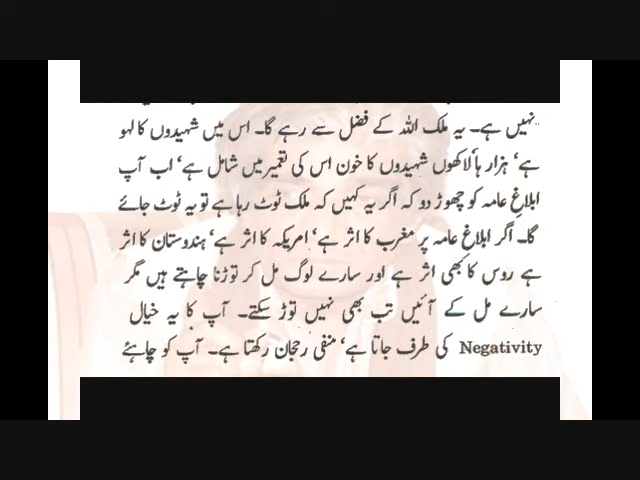 نہیں ہے۔ یہ ملک اللہ کے فضل سے رہے گا۔ اس میں شہیدوں کا لہو
ہے، ہزار ہا لاکھوں شہیدوں کا خون اس کی تعمیر میں شامل ہے، اب آپ
ابلاغِ عامہ کو چھوڑ دو کہ اگر یہ کہیں کہ ملک ٹوٹ رہا ہے تو یہ ٹوٹ جائے
گا۔ اگر ابلاغ عامہ پر مغرب کا اثر ہے، امریکہ کا اثر ہے، ہندوستان کا اثر
ہے روس کا بھی اثر ہے اور سارے لوگ مل کر توڑنا چاہتے ہیں مگر
سارے مل کے آئیں تب بھی نہیں توڑ سکتے۔ آپ کا یہ خیال
Negativity کی طرف جاتا ہے، منفی رجحان رکھتا ہے۔ آپ کو چاہئے